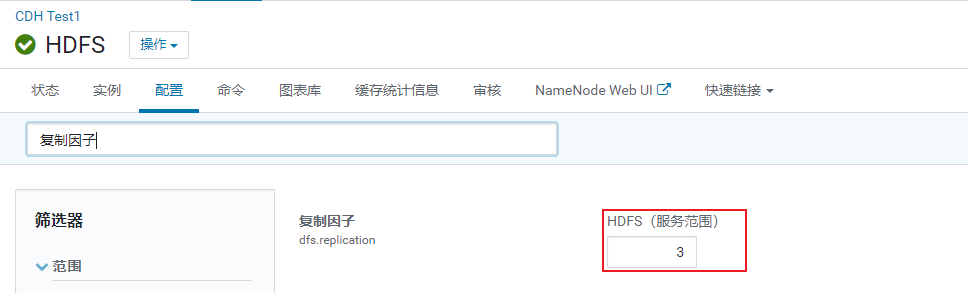 CDH Test1
HDFS 操作
状态 实例 配置 命令 图表库 缓存统计信息 审核 NameNode Web UI 快速链接
复制因子
筛选器
范围
复制因子
dfs.replication
HDFS（服务范围）
3